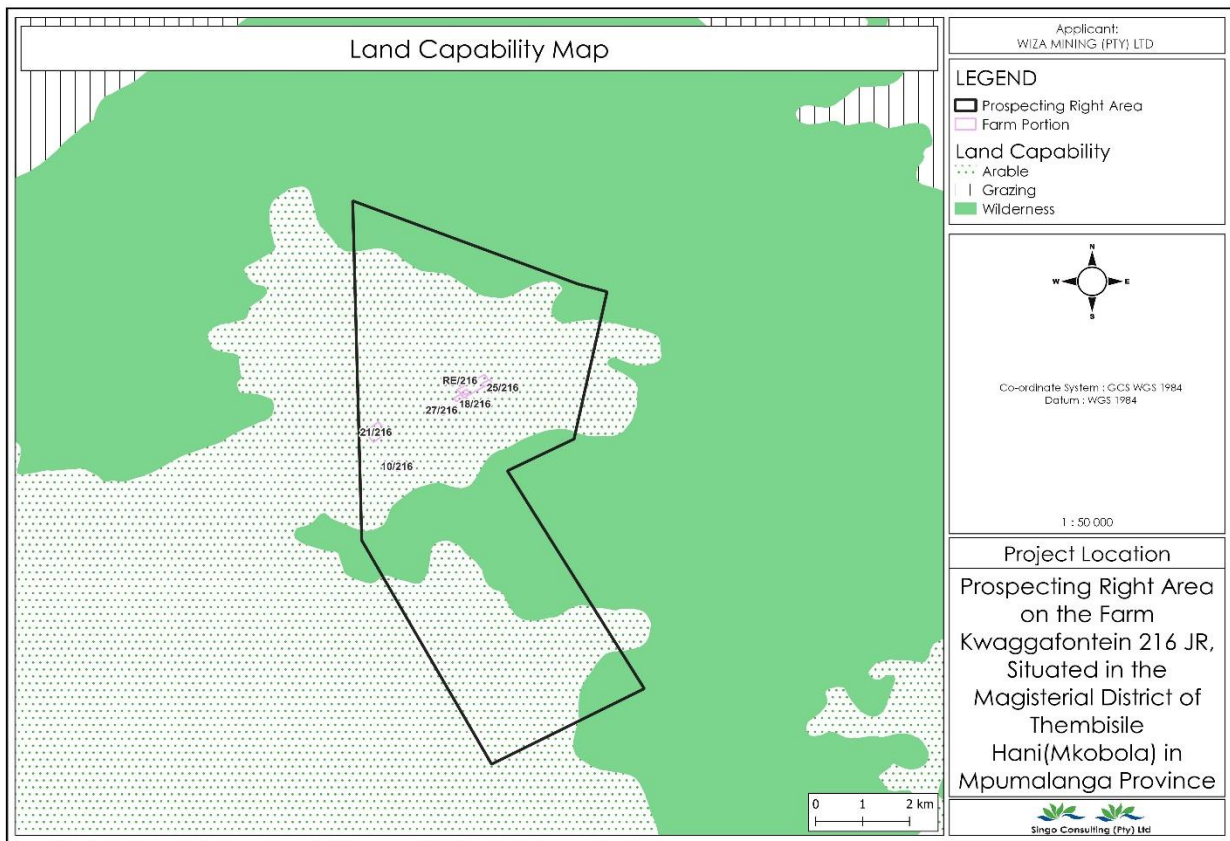 Land Capability Map
RE/216
25/216
18/216
27/216
21/216
10/216
0 1 2 km
Applicant:
WIZA MINING (PTY) LTD
LEGEND
Prospecting Right Area
Farm Portion
Land Capability
Arable
Grazing
Wilderness
N
W E
S
Co-ordinate System : GCS WGS 1984
Datum : WGS 1984
1 : 50 000
Project Location
Prospecting Right Area
on the Farm
Kwaggafontein 216 JR,
Situated in the
Magisterial District of
Thembisile
Hani(Mkobola) in
Mpumalanga Province
Singo Consulting (Pty) Ltd